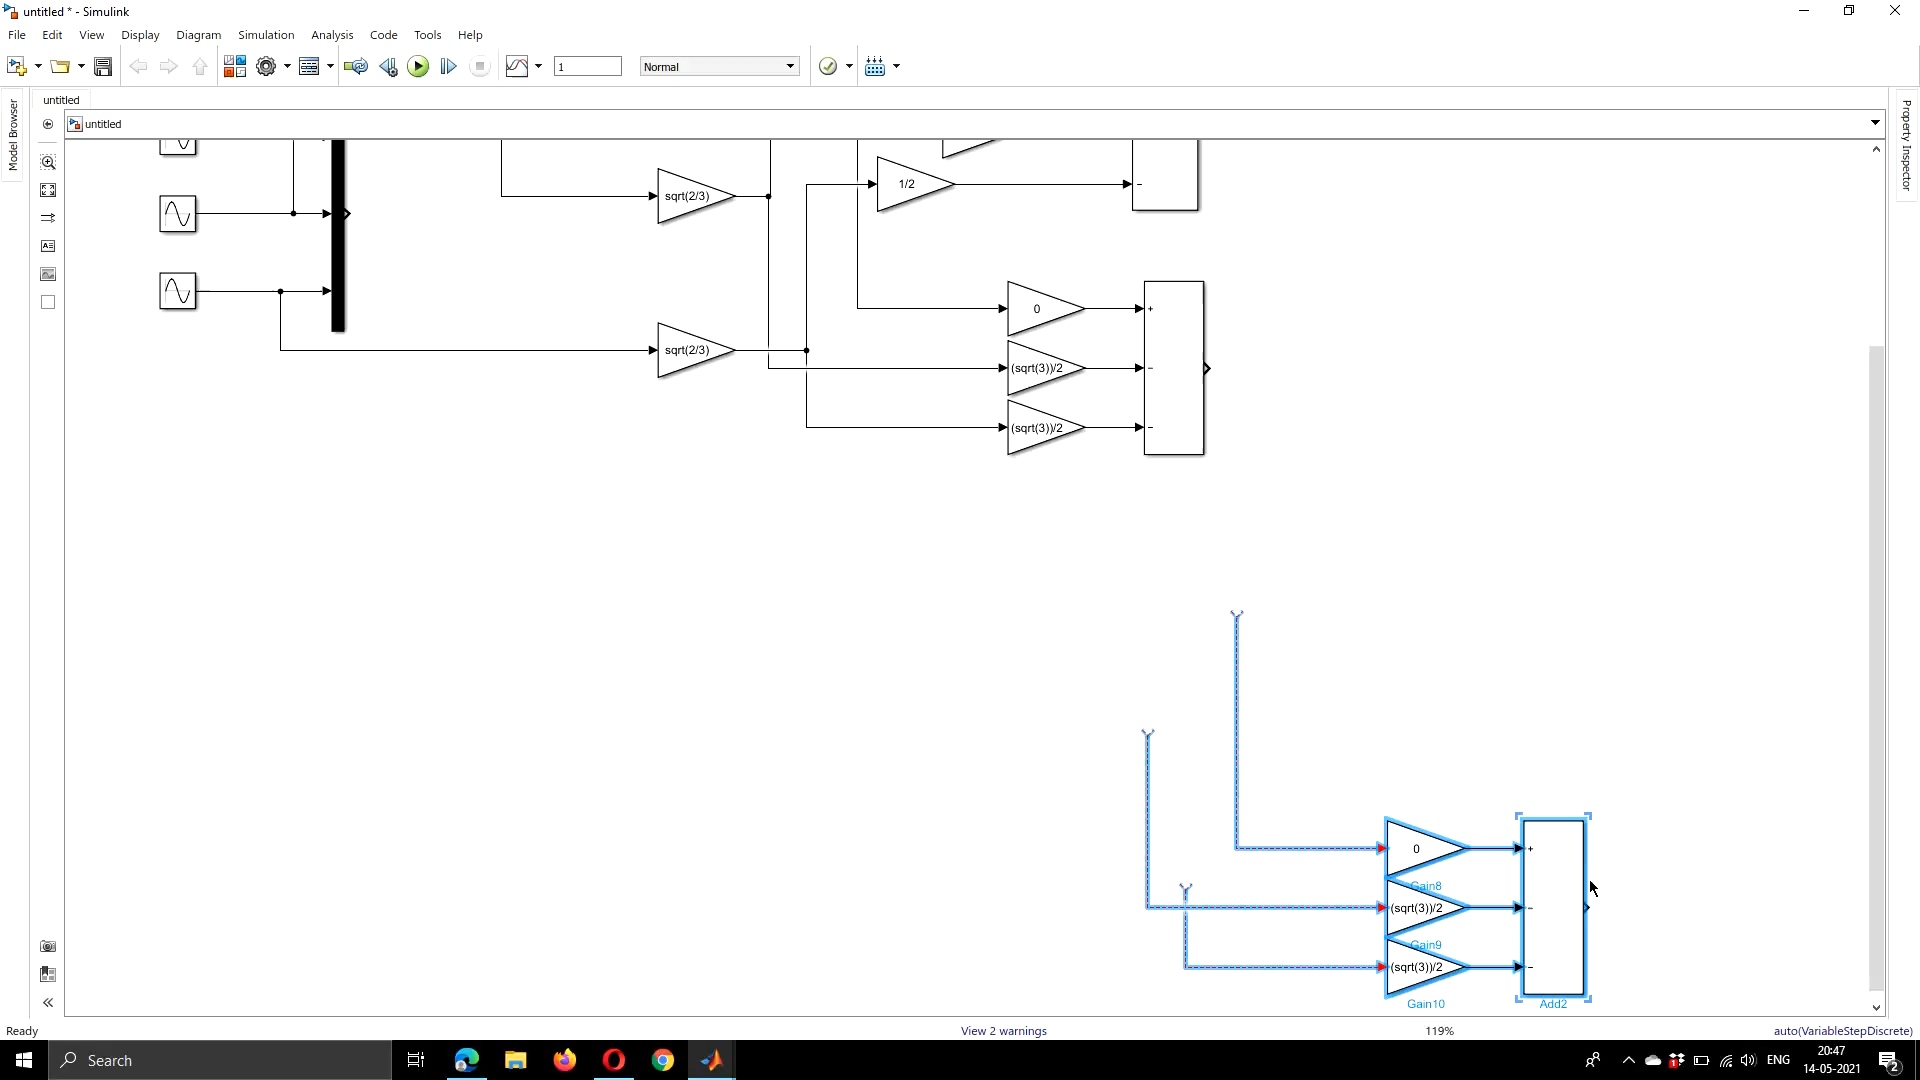 untitled * - Simulink
File Edit View Display Diagram Simulation Analysis Code Tools Help
1 Normal
untitled
untitled
Model Browser
Property Inspector
1/2
-
sqrt(2/3)
0 +
sqrt(2/3)
(sqrt(3))/2 -
(sqrt(3))/2 -
0 +
Gain8
(sqrt(3))/2 -
Gain9
(sqrt(3))/2 -
Gain10 Add2
Ready View 2 warnings 119% auto(VariableStepDiscrete)
Search
ENG
20:47
14-05-2021
2